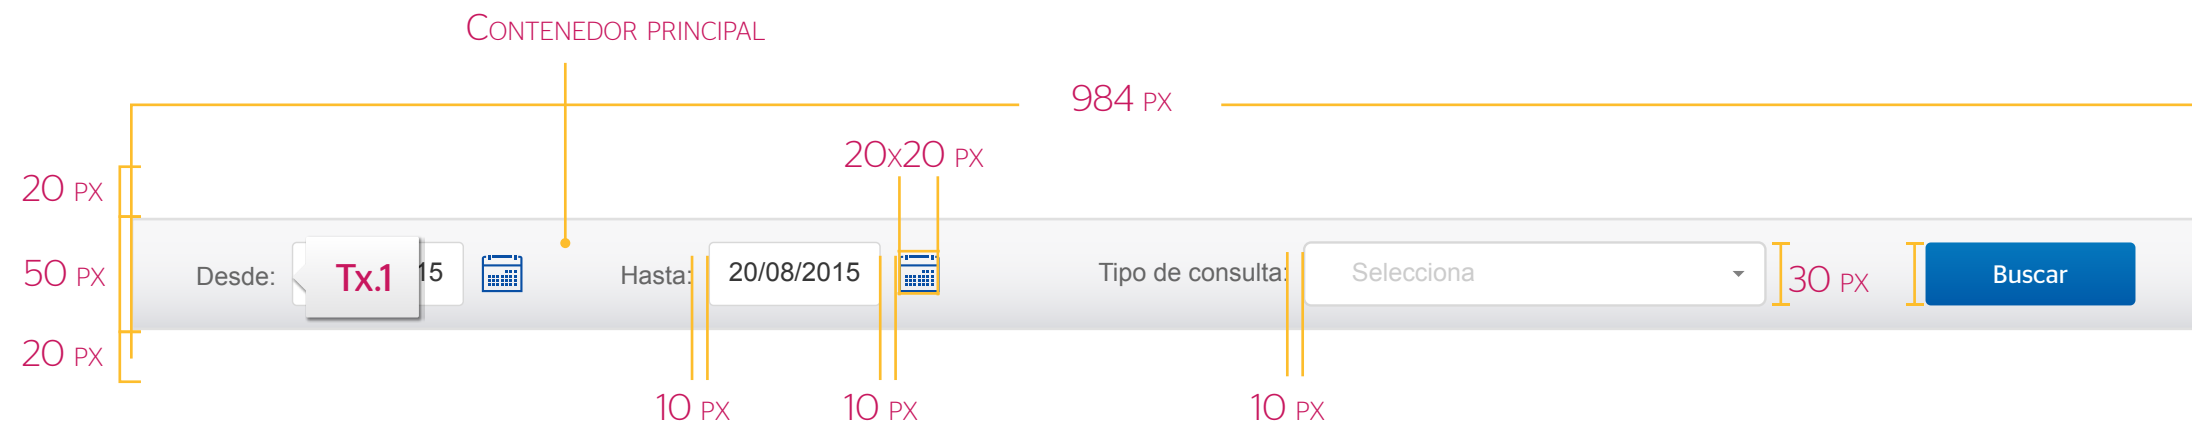 CONTENEDOR PRINCIPAL
984 PX
20X20 PX
20 PX
50 PX
20 PX
Desde:
Tx.1
15
Hasta:
20/08/2015
Tipo de consulta:
Selecciona
30 PX
Buscar
10 PX
10 PX
10 PX